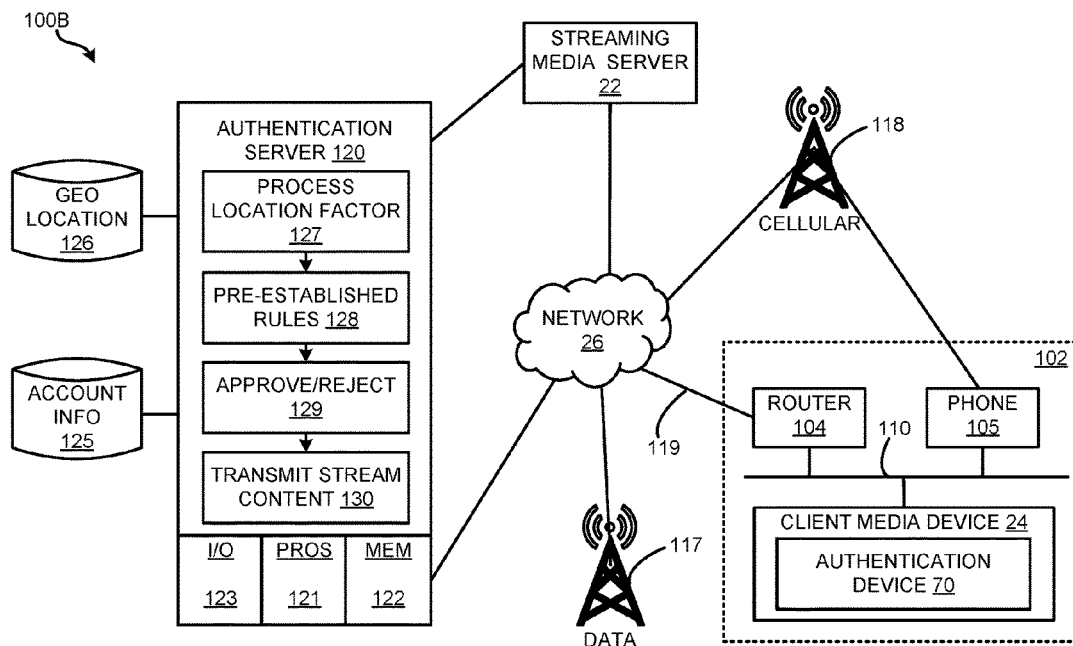 100B
STREAMING
MEDIA SERVER
22
AUTHENTICATION
SERVER 120
PROCESS
LOCATION FACTOR
127
PRE-ESTABLISHED
RULES 128
APPROVE/REJECT
129
TRANSMIT STREAM
CONTENT 130
I/O
123
PROS
121
MEM
122
GEO
LOCATION
126
ACCOUNT
INFO
125
118
CELLULAR
NETWORK
26
119
117
DATA
102
ROUTER
104
PHONE
105
110
CLIENT MEDIA DEVICE 24
AUTHENTICATION
DEVICE 70